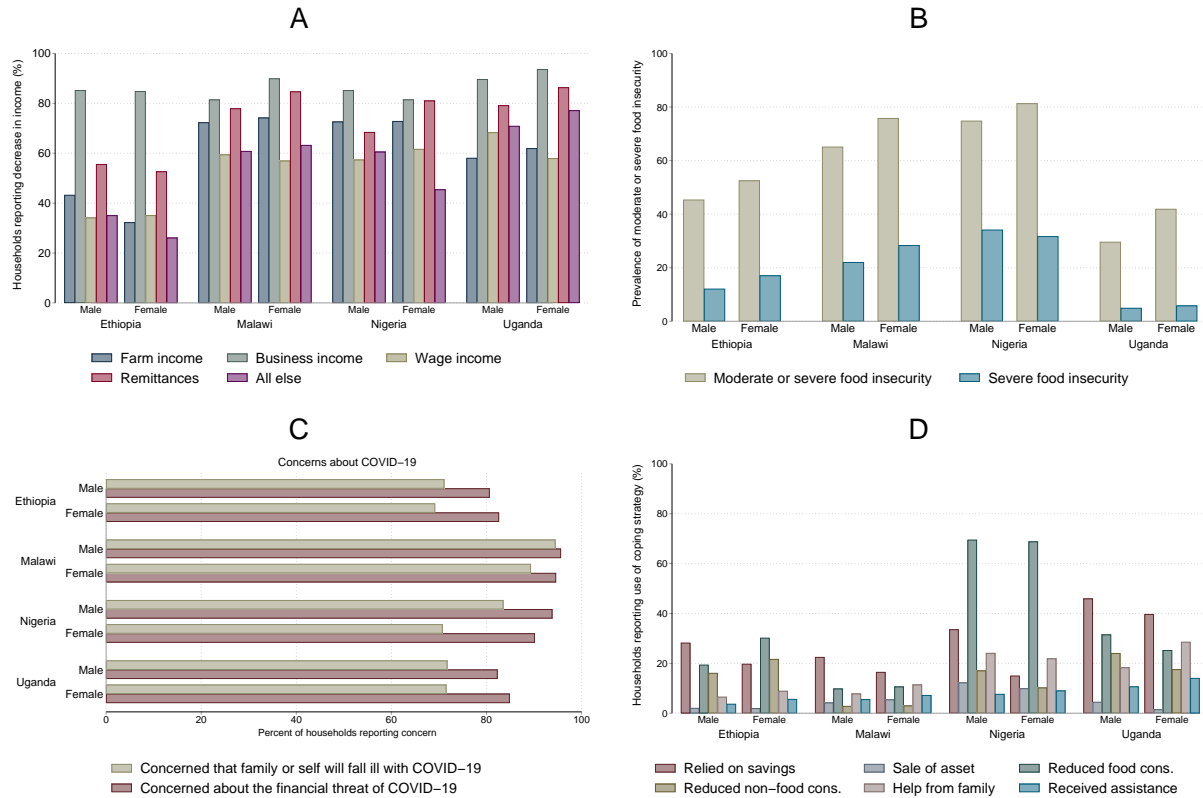 A
Households reporting decrease in income (%)
100
80
60
40
20
0
Male Female Male Female Male Female Male Female
Ethiopia Malawi Nigeria Uganda
Farm income Business income Wage income
Remittances All else
B
Prevalence of moderate or severe food insecurity
100
80
60
40
20
0
Male Female Male Female Male Female Male Female
Ethiopia Malawi Nigeria Uganda
Moderate or severe food insecurity Severe food insecurity
C
Concerns about COVID−19
Ethiopia
Male
Female
Malawi
Male
Female
Nigeria
Male
Female
Uganda
Male
Female
0 20 40 60 80 100
Percent of households reporting concern
Concerned that family or self will fall ill with COVID−19
Concerned about the financial threat of COVID−19
D
Households reporting use of coping strategy (%)
100
80
60
40
20
0
Male Female Male Female Male Female Male Female
Ethiopia Malawi Nigeria Uganda
Relied on savings Sale of asset Reduced food cons.
Reduced non−food cons. Help from family Received assistance